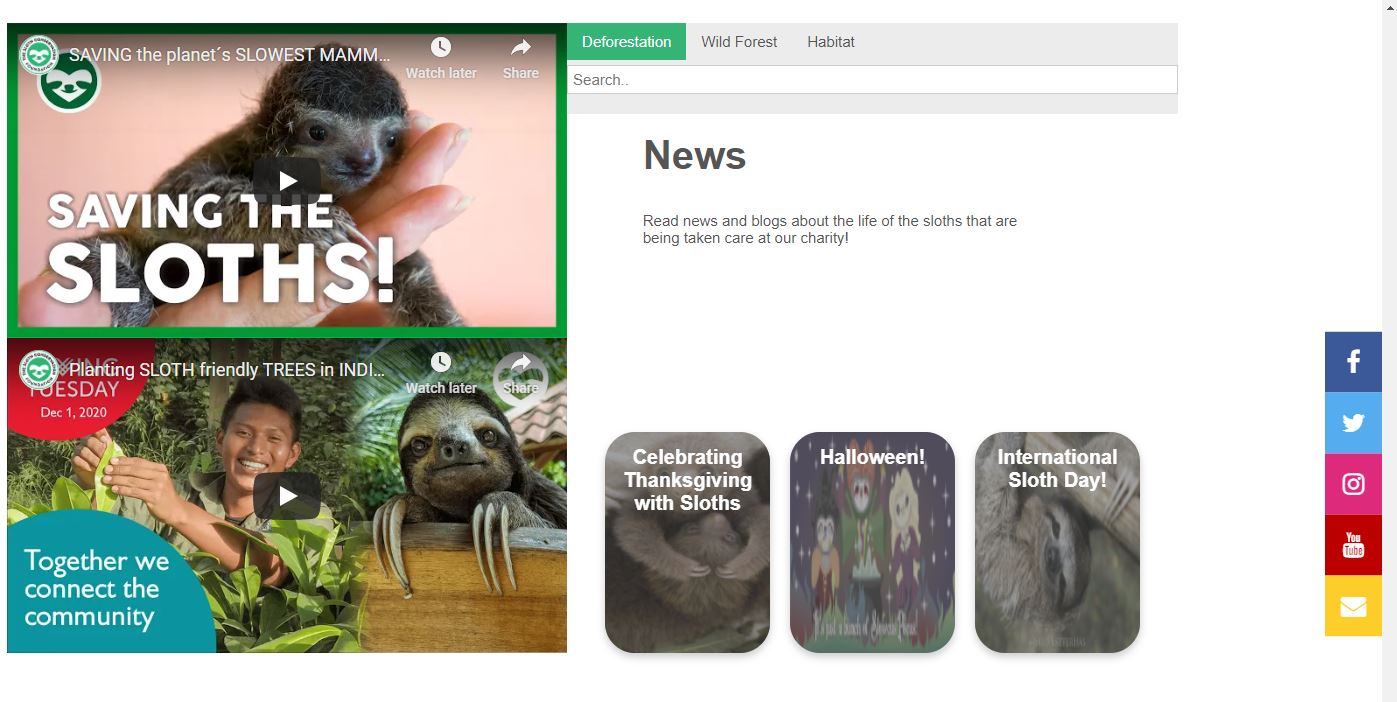 SAVING the planet´s SLOWEST MAMM...
Watch later
Share
SAVING THE
SLOTHS!
Planting SLOTH friendly TREES in INDI...
Watch later
Share
TUESDAY
Dec 1, 2020
Together we
connect the
community
Deforestation
Wild Forest
Habitat
Search..
News
Read news and blogs about the life of the sloths that are
being taken care at our charity!
Celebrating
Thanksgiving
with Sloths
Halloween!
International
Sloth Day!
You
Tube